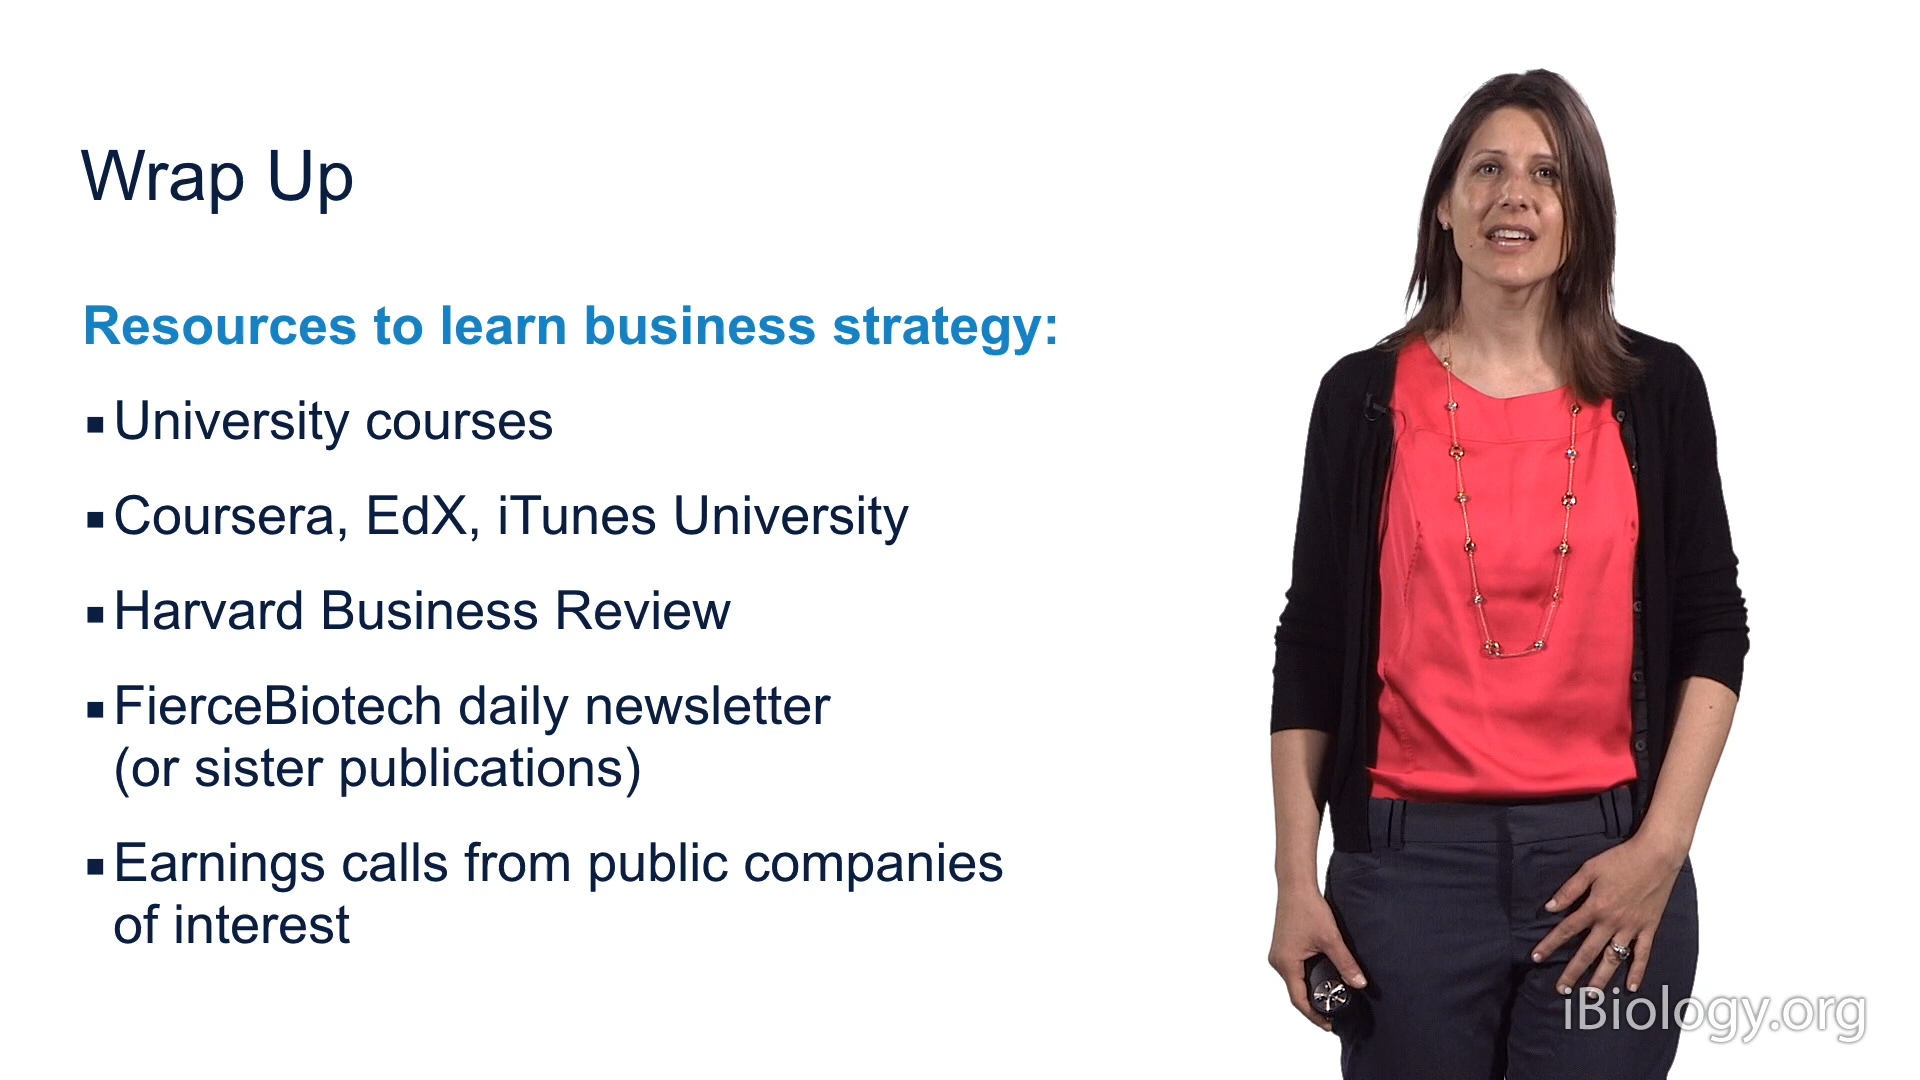 Wrap Up
Resources to learn business strategy:
▪ University courses
▪ Coursera, EdX, iTunes University
▪ Harvard Business Review
▪ FierceBiotech daily newsletter
(or sister publications)
▪ Earnings calls from public companies
of interest
iBiology.org